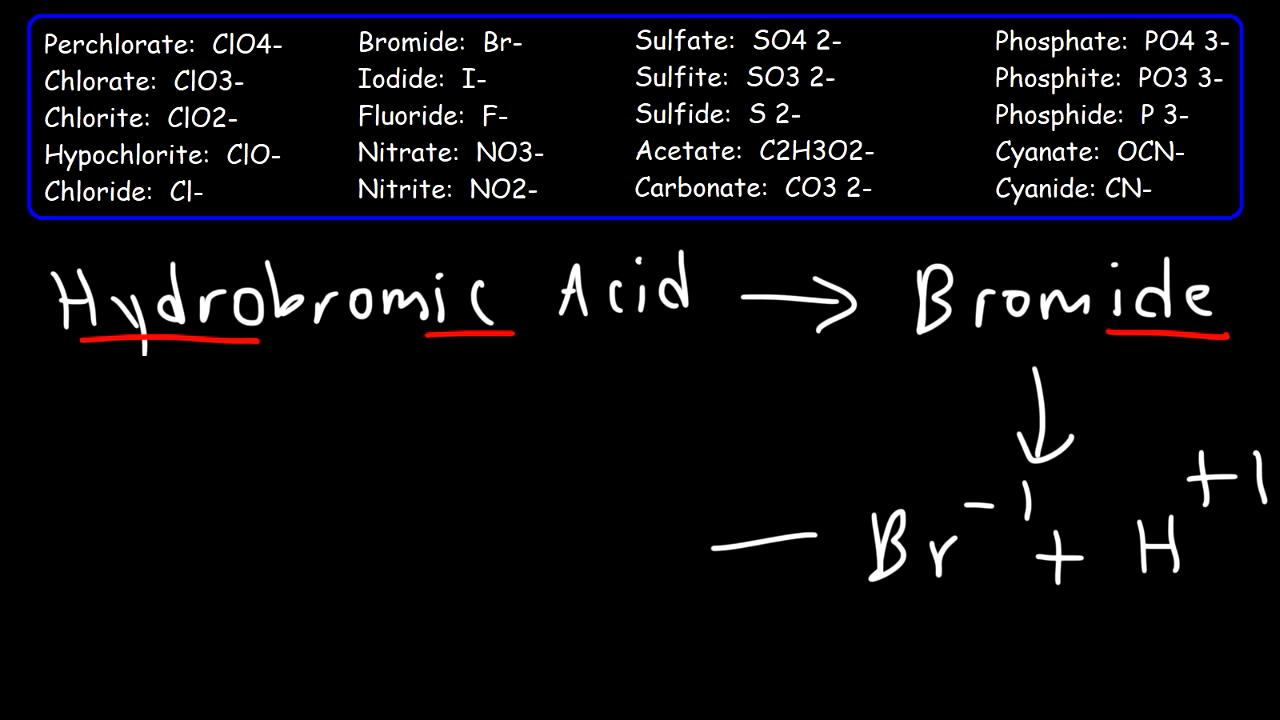 Perchlorate: ClO4- Bromide: Br- Sulfate: SO4 2- Phosphate: PO4 3-
Chlorate: ClO3- Iodide: I- Sulfite: SO3 2- Phosphite: PO3 3-
Chlorite: ClO2- Fluoride: F- Sulfide: S 2- Phosphide: P 3-
Hypochlorite: ClO- Nitrate: NO3- Acetate: C2H3O2- Cyanate: OCN-
Chloride: Cl- Nitrite: NO2- Carbonate: CO3 2- Cyanide: CN-
Hydrobromic Acid → Bromide
↓
— Br⁻¹ + H⁺¹